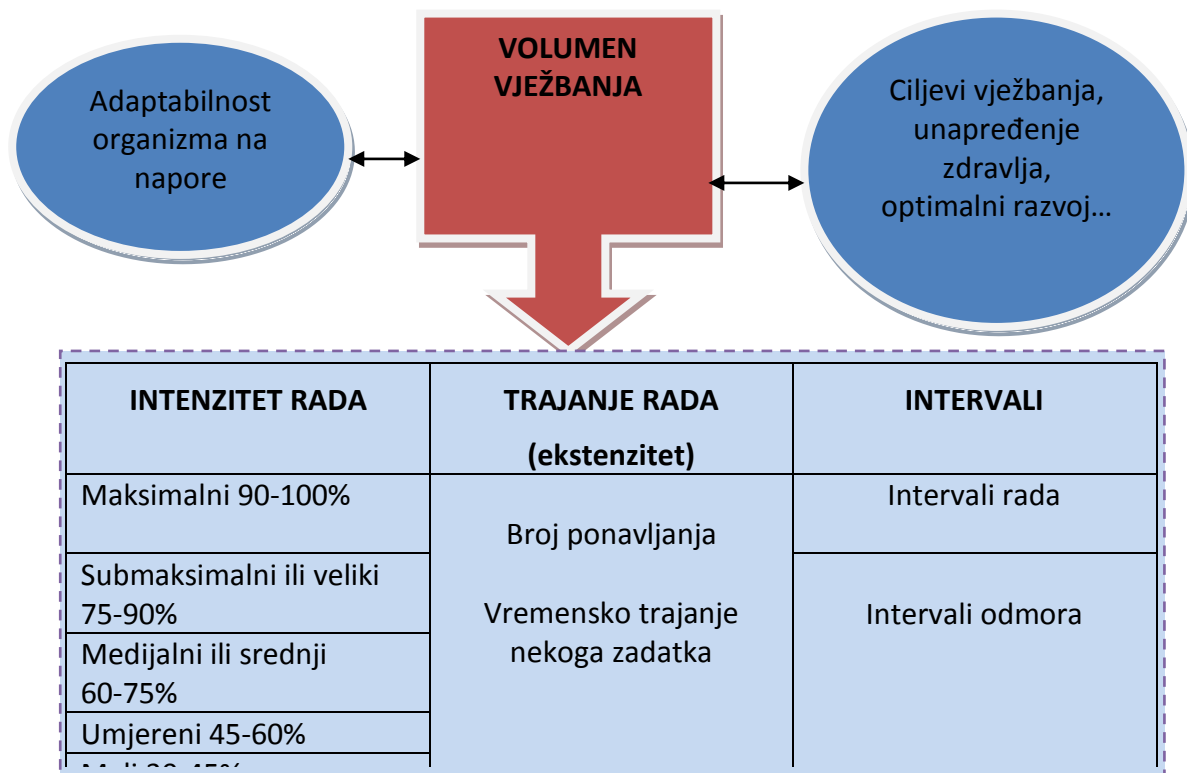 VOLUMEN
VJEŽBANJA
Adaptabilnost
organizma na
napore
Ciljevi vježbanja,
unapređenje
zdravlja,
optimalni razvoj...
INTENZITET RADA
TRAJANJE RADA
(ekstenzitet)
INTERVALI
Maksimalni 90-100%
Broj ponavljanja
Intervali rada
Submaksimalni ili veliki
75-90%
Vremensko trajanje
nekoga zadatka
Intervali odmora
Medijalni ili srednji
60-75%
Umjereni 45-60%